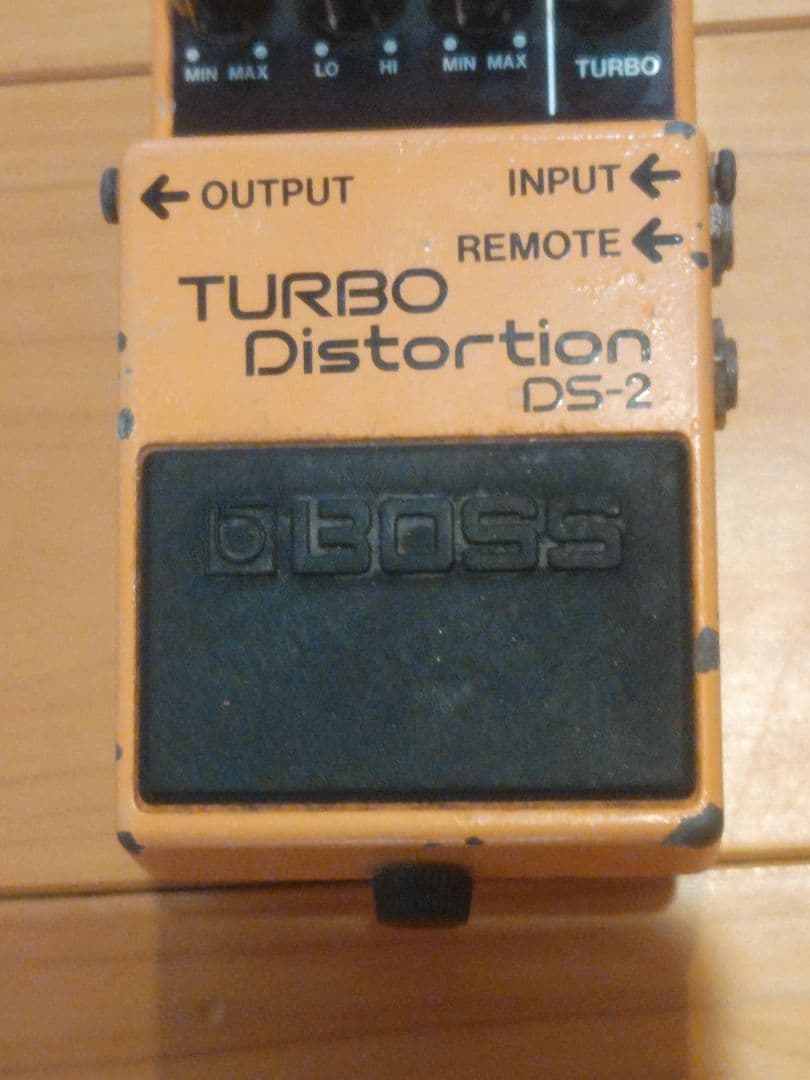 MIN MAX LO HI MIN MAX TURBO
← OUTPUT INPUT ←
REMOTE ←
TURBO
Distortion
DS-2
BOSS